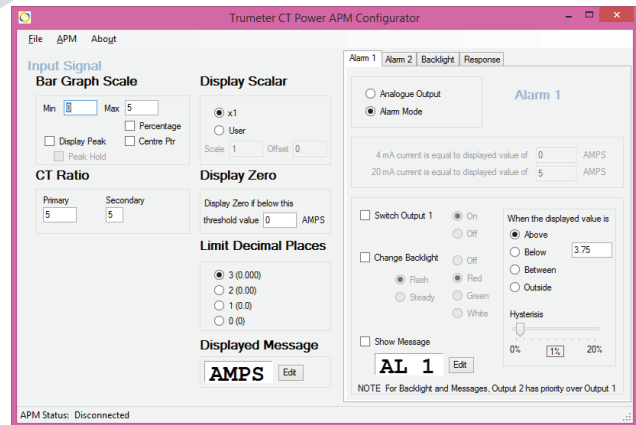 Trumeter CT Power APM Configurator
File APM About
Input Signal
Bar Graph Scale
Min 0 Max 5
Percentage
Display Peak Centre Ptr
Peak Hold
CT Ratio
Primary Secondary
5 5
Display Scalar
x1
User
Scale 1 Offset 0
Display Zero
Display Zero if below this
threshold value 0 AMPS
Limit Decimal Places
3 (0.000)
2 (0.00)
1 (0.0)
0 (0)
Displayed Message
AMPS Edit
Alarm 1 Alarm 2 Backlight Response
Analogue Output
Alarm Mode
Alarm 1
4 mA current is equal to displayed value of 0 AMPS
20 mA current is equal to displayed value of 5 AMPS
Switch Output 1 On
Off
Change Backlight Off
Flash Red
Steady Green
White
When the displayed value is
Above
Below 3.75
Between
Outside
Hysterisis
0% 1% 20%
Show Message
AL 1 Edit
NOTE For Backlight and Messages, Output 2 has priority over Output 1
APM Status: Disconnected